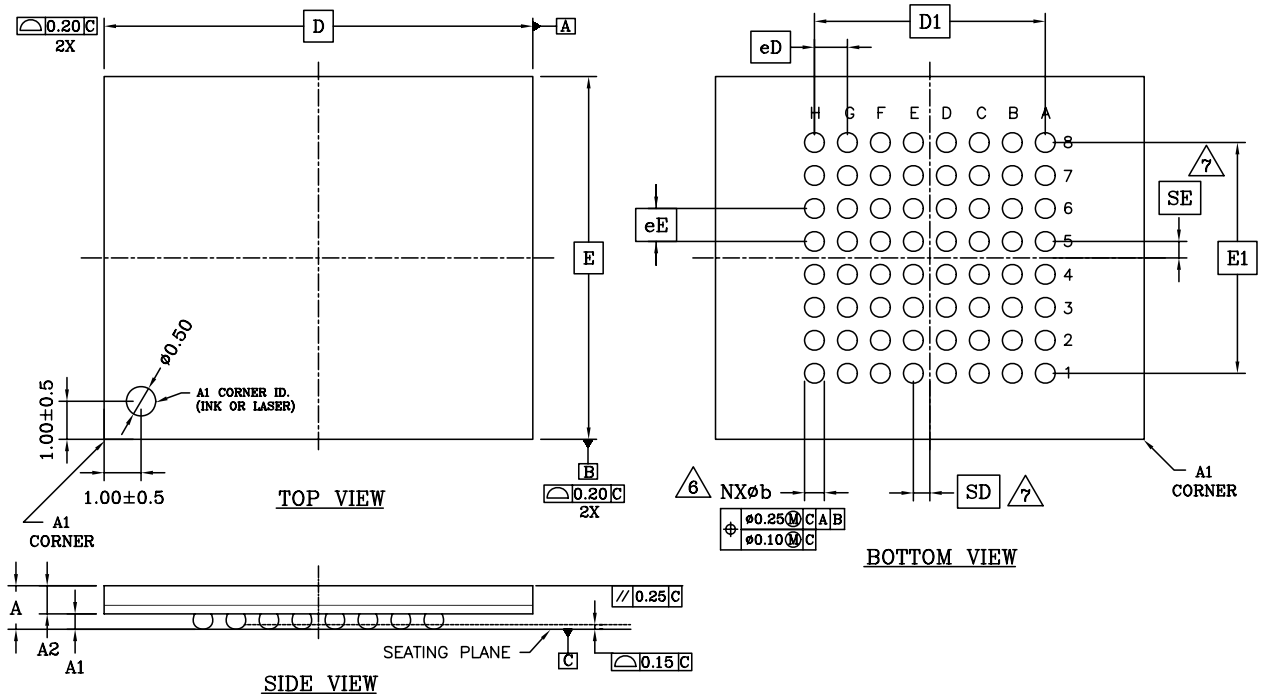 ⌓ 0.20 C
2X
D
A
E
ø0.50
A1 CORNER ID.
(INK OR LASER)
1.00±0.5
1.00±0.5
B
⌓ 0.20 C
2X
TOP VIEW
A1
CORNER
D1
eD
H G F E D C B A
8
7
6
5
4
3
2
1
7
SE
eE
E1
6
NXøb
⌖ ø0.25Ⓜ C A B
ø0.10Ⓜ C
SD
7
A1
CORNER
BOTTOM VIEW
A
A2
A1
// 0.25 C
SEATING PLANE
C
⌓ 0.15 C
SIDE VIEW